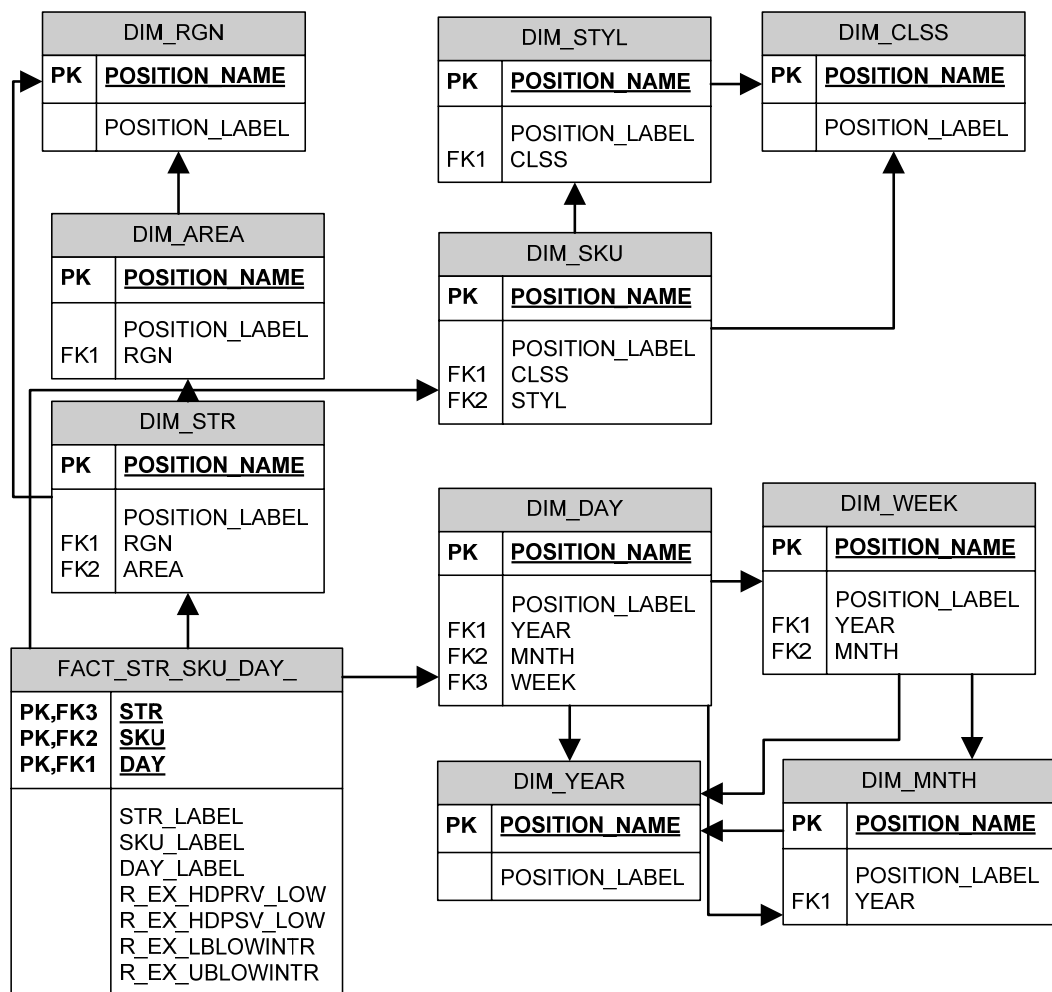 DIM_RGN
PK POSITION_NAME
POSITION_LABEL
DIM_STYL
PK POSITION_NAME
POSITION_LABEL
FK1 CLSS
DIM_CLSS
PK POSITION_NAME
POSITION_LABEL
DIM_AREA
PK POSITION_NAME
POSITION_LABEL
FK1 RGN
DIM_SKU
PK POSITION_NAME
POSITION_LABEL
FK1 CLSS
FK2 STYL
DIM_STR
PK POSITION_NAME
POSITION_LABEL
FK1 RGN
FK2 AREA
DIM_DAY
PK POSITION_NAME
POSITION_LABEL
FK1 YEAR
FK2 MNTH
FK3 WEEK
DIM_WEEK
PK POSITION_NAME
POSITION_LABEL
FK1 YEAR
FK2 MNTH
FACT_STR_SKU_DAY_
PK,FK3 STR
PK,FK2 SKU
PK,FK1 DAY
STR_LABEL
SKU_LABEL
DAY_LABEL
R_EX_HDPRV_LOW
R_EX_HDPSV_LOW
R_EX_LBLOWINTR
R_EX_UBLOWINTR
DIM_YEAR
PK POSITION_NAME
POSITION_LABEL
DIM_MNTH
PK POSITION_NAME
POSITION_LABEL
FK1 YEAR